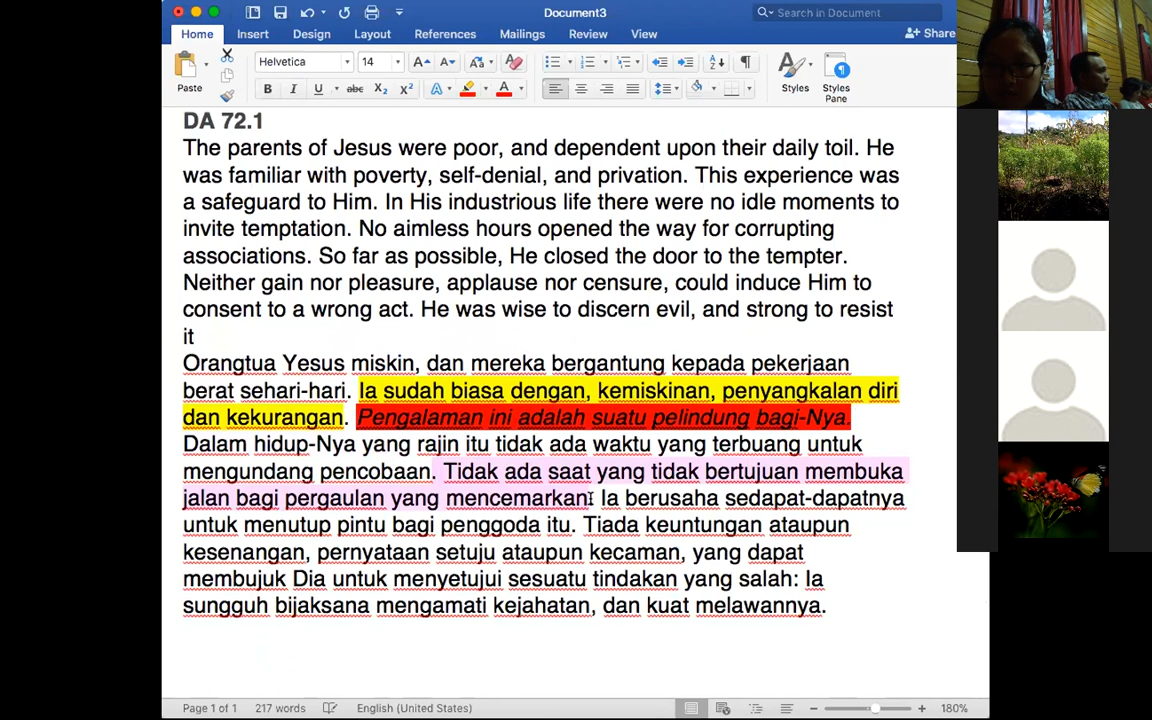 Document3
Search in Document
Home Insert Design Layout References Mailings Review View Share
Paste Helvetica 14 Styles Styles Pane
DA 72.1
The parents of Jesus were poor, and dependent upon their daily toil. He
was familiar with poverty, self-denial, and privation. This experience was
a safeguard to Him. In His industrious life there were no idle moments to
invite temptation. No aimless hours opened the way for corrupting
associations. So far as possible, He closed the door to the tempter.
Neither gain nor pleasure, applause nor censure, could induce Him to
consent to a wrong act. He was wise to discern evil, and strong to resist
it
Orangtua Yesus miskin, dan mereka bergantung kepada pekerjaan
berat sehari-hari. Ia sudah biasa dengan, kemiskinan, penyangkalan diri
dan kekurangan. Pengalaman ini adalah suatu pelindung bagi-Nya.
Dalam hidup-Nya yang rajin itu tidak ada waktu yang terbuang untuk
mengundang pencobaan. Tidak ada saat yang tidak bertujuan membuka
jalan bagi pergaulan yang mencemarkan. Ia berusaha sedapat-dapatnya
untuk menutup pintu bagi penggoda itu. Tiada keuntungan ataupun
kesenangan, pernyataan setuju ataupun kecaman, yang dapat
membujuk Dia untuk menyetujui sesuatu tindakan yang salah: Ia
sungguh bijaksana mengamati kejahatan, dan kuat melawannya.
Page 1 of 1 217 words English (United States) 180%